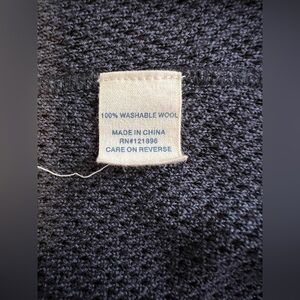 100% WASHABLE WOOL
MADE IN CHINA
RN#121896
CARE ON REVERSE